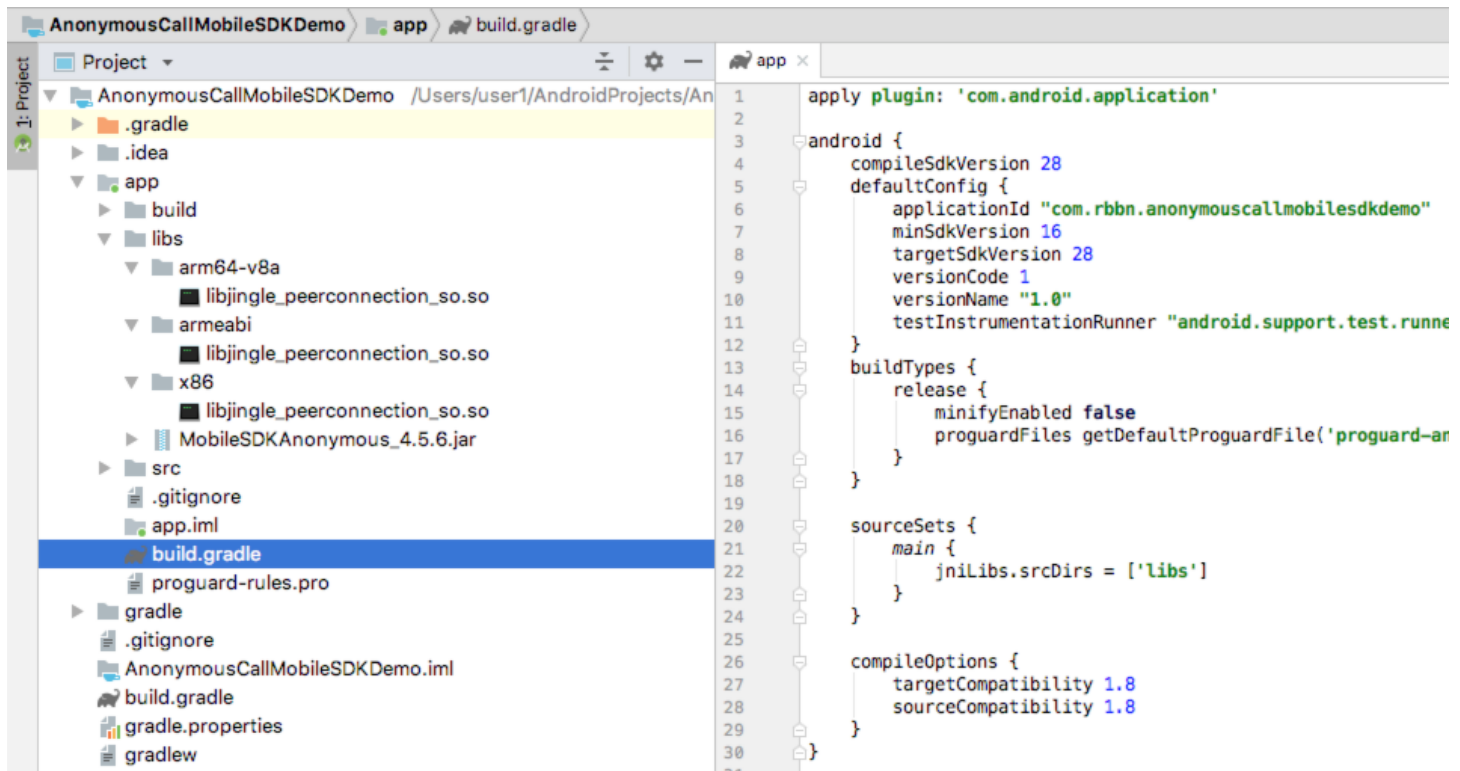 AnonymousCallMobileSDKDemo app build.gradle
1: Project
Project
AnonymousCallMobileSDKDemo /Users/user1/AndroidProjects/An
.gradle
.idea
app
build
libs
arm64-v8a
libjingle_peerconnection_so.so
armeabi
libjingle_peerconnection_so.so
x86
libjingle_peerconnection_so.so
MobileSDKAnonymous_4.5.6.jar
src
.gitignore
app.iml
build.gradle
proguard-rules.pro
gradle
.gitignore
AnonymousCallMobileSDKDemo.iml
build.gradle
gradle.properties
gradlew
app
1 apply plugin: 'com.android.application'
2
3 android {
4 compileSdkVersion 28
5 defaultConfig {
6 applicationId "com.rbbn.anonymouscallmobilesdkdemo"
7 minSdkVersion 16
8 targetSdkVersion 28
9 versionCode 1
10 versionName "1.0"
11 testInstrumentationRunner "android.support.test.runne
12 }
13 buildTypes {
14 release {
15 minifyEnabled false
16 proguardFiles getDefaultProguardFile('proguard-an
17 }
18 }
19
20 sourceSets {
21 main {
22 jniLibs.srcDirs = ['libs']
23 }
24 }
25
26 compileOptions {
27 targetCompatibility 1.8
28 sourceCompatibility 1.8
29 }
30 }